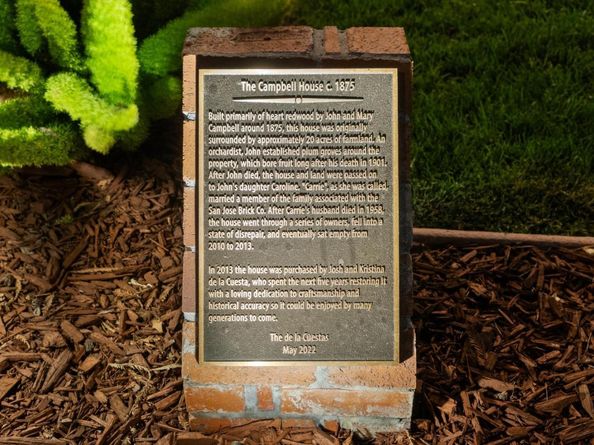 The Campbell House c. 1875
Built primarily of heart redwood by John and Mary
Campbell around 1875, this house was originally
surrounded by approximately 20 acres of farmland. An
orchardist, John established plum groves around the
property, which bore fruit long after his death in 1901.
After John died, the house and land were passed on
to John's daughter Caroline. "Carrie", as she was called,
married a member of the family associated with the
San Jose Brick Co. After Carrie's husband died in 1958,
the house went through a series of owners, fell into a
state of disrepair, and eventually sat empty from
2010 to 2013.
In 2013 the house was purchased by Josh and Kristina
de la Cuesta, who spent the next five years restoring it
with a loving dedication to craftsmanship and
historical accuracy so it could be enjoyed by many
generations to come.
The de la Cuestas
May 2022